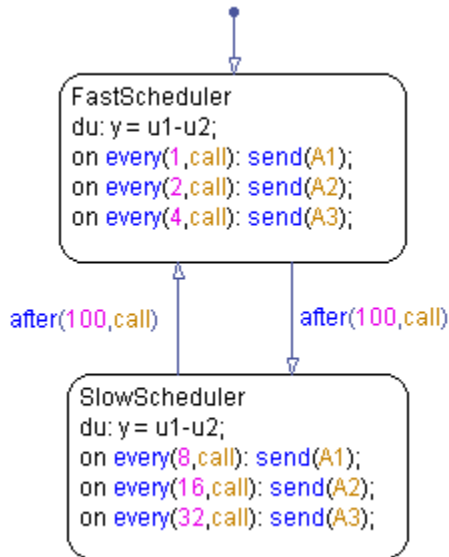 FastScheduler
du: y = u1-u2;
on every(1,call): send(A1);
on every(2,call): send(A2);
on every(4,call): send(A3);
after(100,call)
after(100,call)
SlowScheduler
du: y = u1-u2;
on every(8,call): send(A1);
on every(16,call): send(A2);
on every(32,call): send(A3);